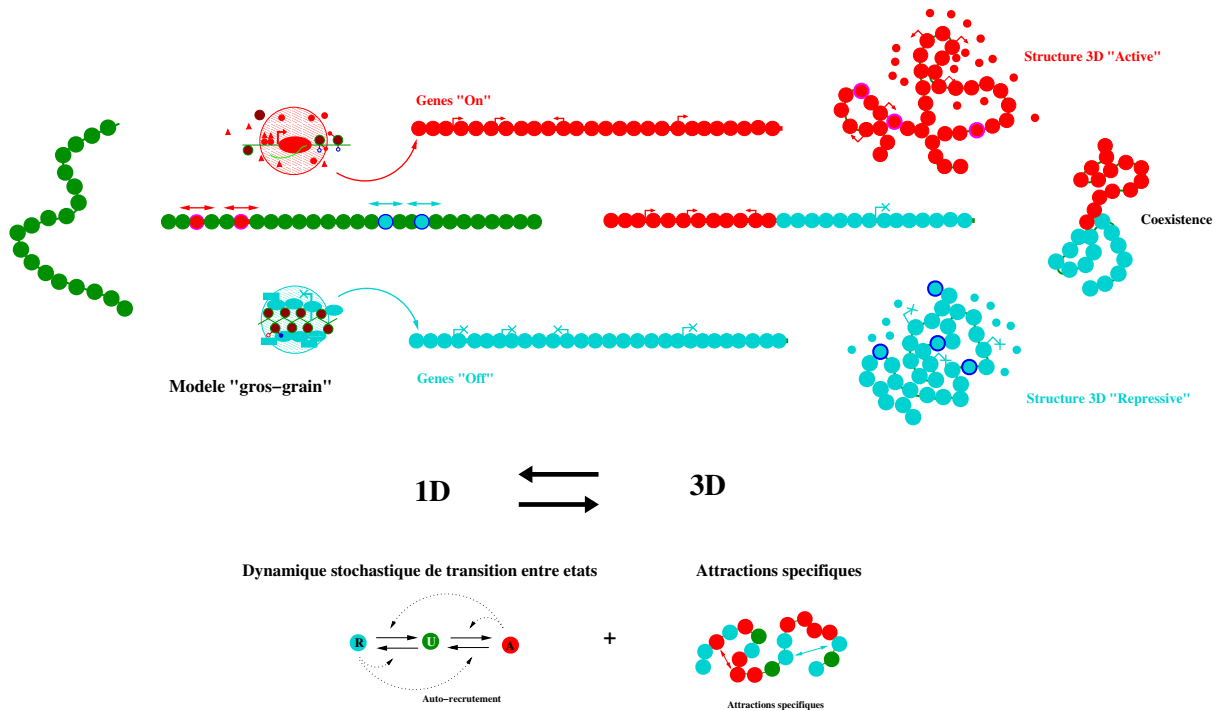 Structure 3D "Active"
Genes "On"
Coexistence
Modele "gros−grain"
Genes "Off"
Structure 3D "Repressive"
1D
3D
Dynamique stochastique de transition entre etats
Attractions specifiques
R
U
A
+
Auto−recrutement
Attractions specifiques